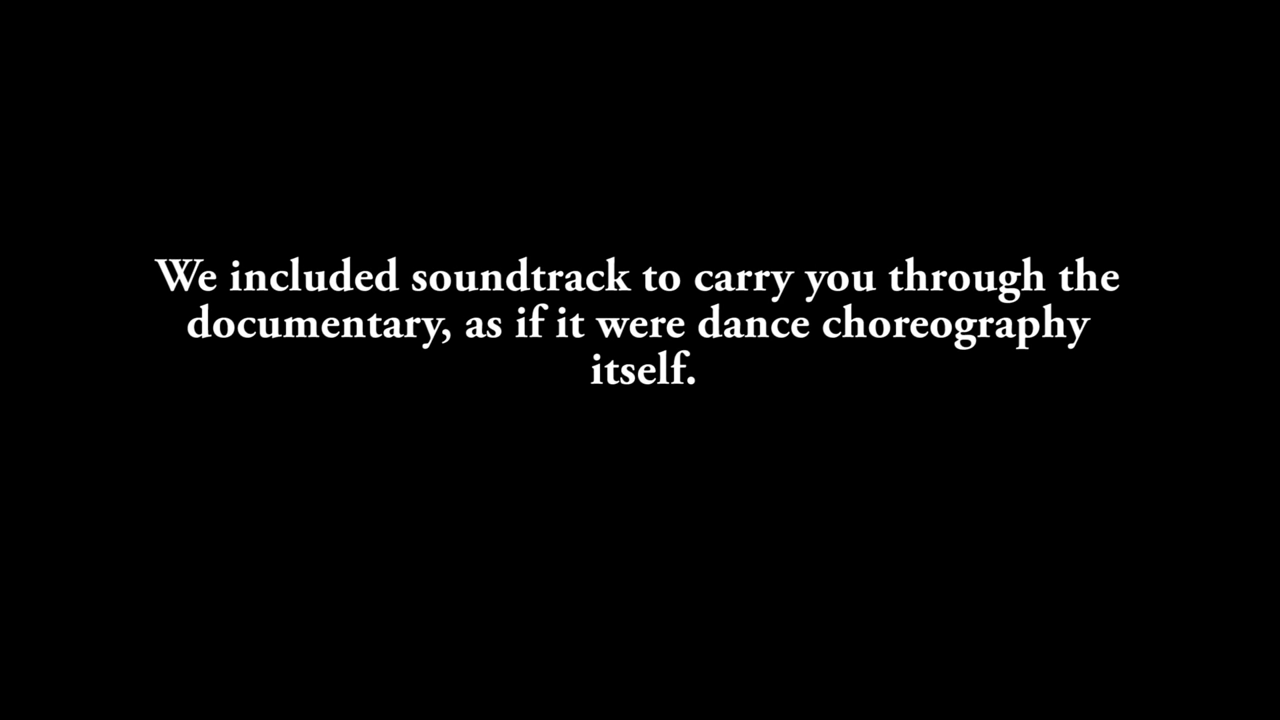 We included soundtrack to carry you through the
documentary, as if it were dance choreography
itself.